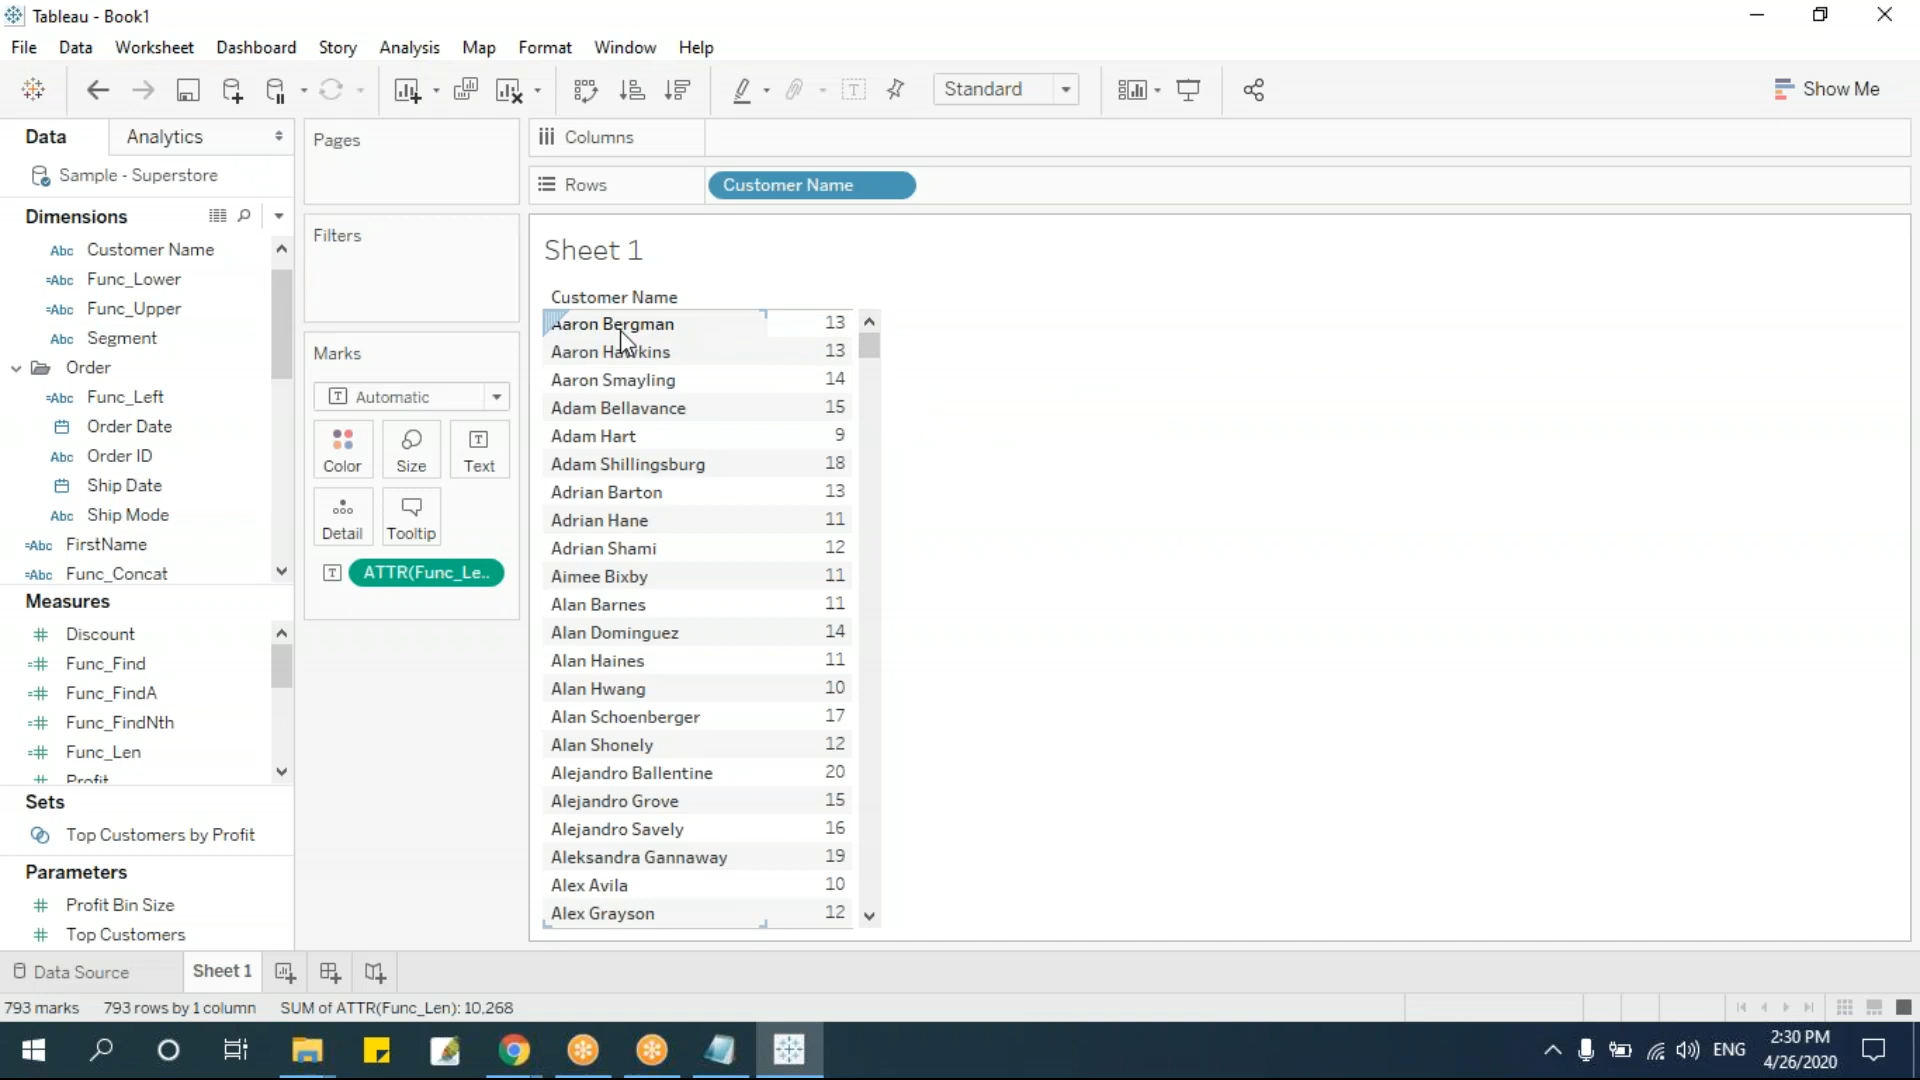 Tableau - Book1
File Data Worksheet Dashboard Story Analysis Map Format Window Help
Standard
Show Me
Data Analytics
Sample - Superstore
Dimensions
Abc Customer Name
=Abc Func_Lower
=Abc Func_Upper
Abc Segment
Order
=Abc Func_Left
Order Date
Abc Order ID
Ship Date
Abc Ship Mode
=Abc FirstName
=Abc Func_Concat
Measures
# Discount
=# Func_Find
=# Func_FindA
=# Func_FindNth
=# Func_Len
# Profit
Sets
Top Customers by Profit
Parameters
# Profit Bin Size
# Top Customers
Pages
Filters
Marks
T Automatic
Color Size T Text
Detail Tooltip
T ATTR(Func_Le..
Columns
Rows Customer Name
Sheet 1
Customer Name
Aaron Bergman 13
Aaron Hawkins 13
Aaron Smayling 14
Adam Bellavance 15
Adam Hart 9
Adam Shillingsburg 18
Adrian Barton 13
Adrian Hane 11
Adrian Shami 12
Aimee Bixby 11
Alan Barnes 11
Alan Dominguez 14
Alan Haines 11
Alan Hwang 10
Alan Schoenberger 17
Alan Shonely 12
Alejandro Ballentine 20
Alejandro Grove 15
Alejandro Savely 16
Aleksandra Gannaway 19
Alex Avila 10
Alex Grayson 12
Data Source Sheet 1
793 marks 793 rows by 1 column SUM of ATTR(Func_Len): 10,268
ENG
2:30 PM
4/26/2020